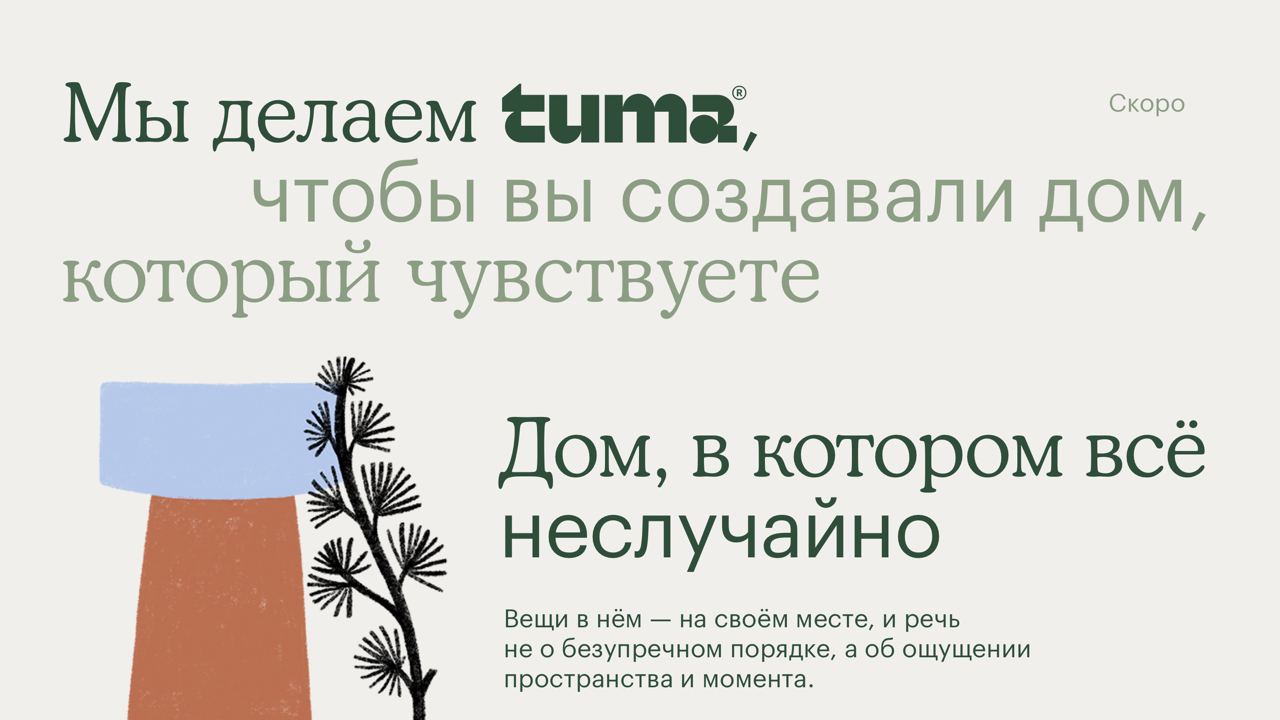 Мы делаем tuma®,
Скоро
чтобы вы создавали дом,
который чувствуете
Дом, в котором всё
неслучайно
Вещи в нём — на своём месте, и речь
не о безупречном порядке, а об ощущении
пространства и момента.